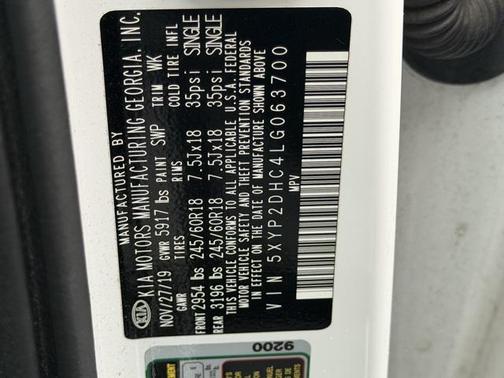 MANUFACTURED BY
KIA KIA MOTORS MANUFACTURING GEORGIA, INC.
NOV/27/19 GVWR 5917 lbs PAINT SWP TRIM WK
GAWR TIRES RIMS COLD TIRE INFL
FRONT 2954 lbs 245/60R18 7.5Jx18 35psi SINGLE
REAR 3196 lbs 245/60R18 7.5Jx18 35psi SINGLE
THIS VEHICLE CONFORMS TO ALL APPLICABLE U.S.A. FEDERAL
MOTOR VEHICLE SAFETY AND THEFT PREVENTION STANDARDS
IN EFFECT ON THE DATE OF MANUFACTURE SHOWN ABOVE
VIN 5XYP2DHC4LG063700
MPV
9200